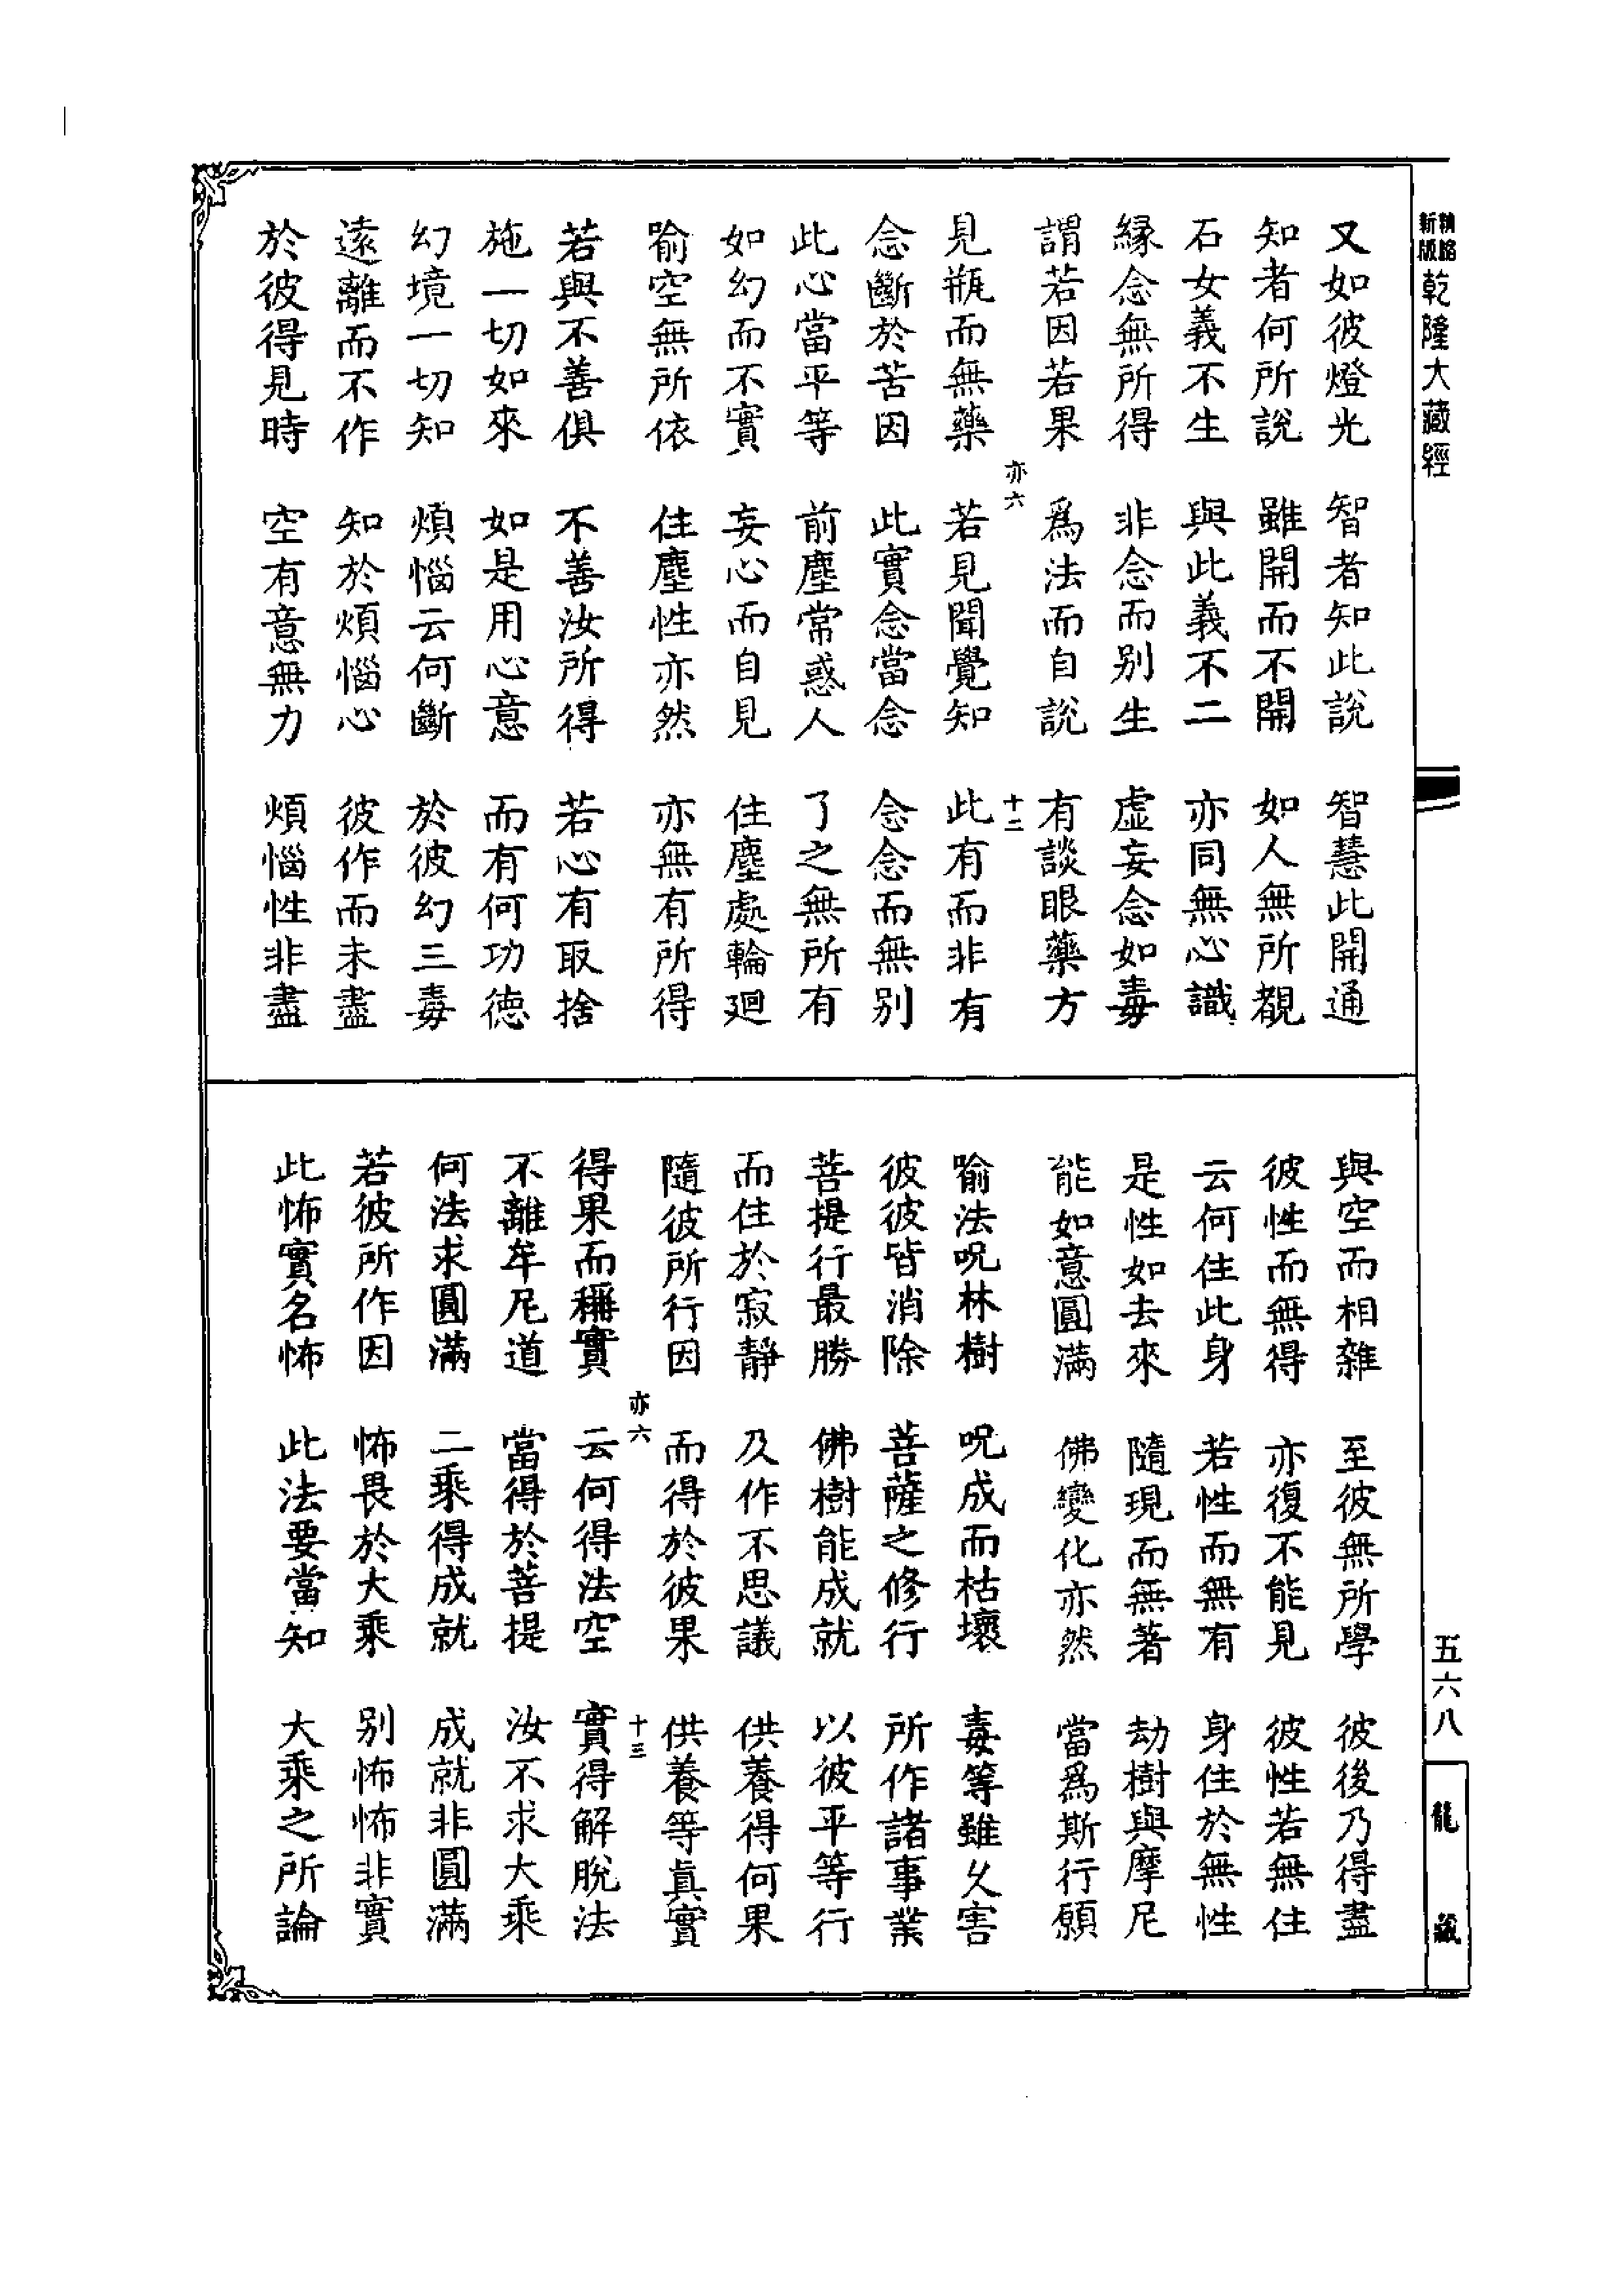 精縮
新版
乾隆大藏經
又如彼燈光　智者知此説　智慧此開通
知者何所説　雖開而不開　如人無所覩
石女義不生　與此義不二　亦同無心識
緣念無所得　非念而別生　虛妄念如毒
謂若因若果　爲法而自説　有談眼藥方
亦六　十二
見瓶而無藥　若見聞覺知　此有而非有
念斷於苦因　此實念當念　念念而無別
此心當平等　前塵常惑人　了之無所有
如幻而不實　妄心而自見　住塵處輪廻
喻空無所依　住塵性亦然　亦無有所得
若與不善俱　不善汝所得　若心有取捨
施一切如來　如是用心意　而有何功德
幻境一切知　煩惱云何斷　於彼幻三毒
遠離而不作　知於煩惱心　彼作而未盡
於彼得見時　空有意無力　煩惱性非盡
與空而相雜　至彼無所學　彼後乃得盡
彼性而無得　亦復不能見　彼性若無住
云何住此身　若性而無有　身住於無性
是性如去來　隨現而無著　劫樹與摩尼
能如意圓滿　佛變化亦然　當爲斯行願
喻法呪林樹　呪成而枯壞　毒等雖久害
彼彼皆消除　菩薩之修行　所作諸事業
菩提行最勝　佛樹能成就　以彼平等行
而住於寂靜　及作不思議　供養得何果
隨彼所行因　而得於彼果　供養等真實
亦六　十三
得果而稱實　云何得法空　實得解脫法
不離牟尼道　當得於菩提　汝不求大乘
何法求圓滿　二乘得成就　成就非圓滿
若彼所作因　怖畏於大乘　別怖怖非實
此怖實名怖　此法要當知　大乘之所論
五六八
龍藏